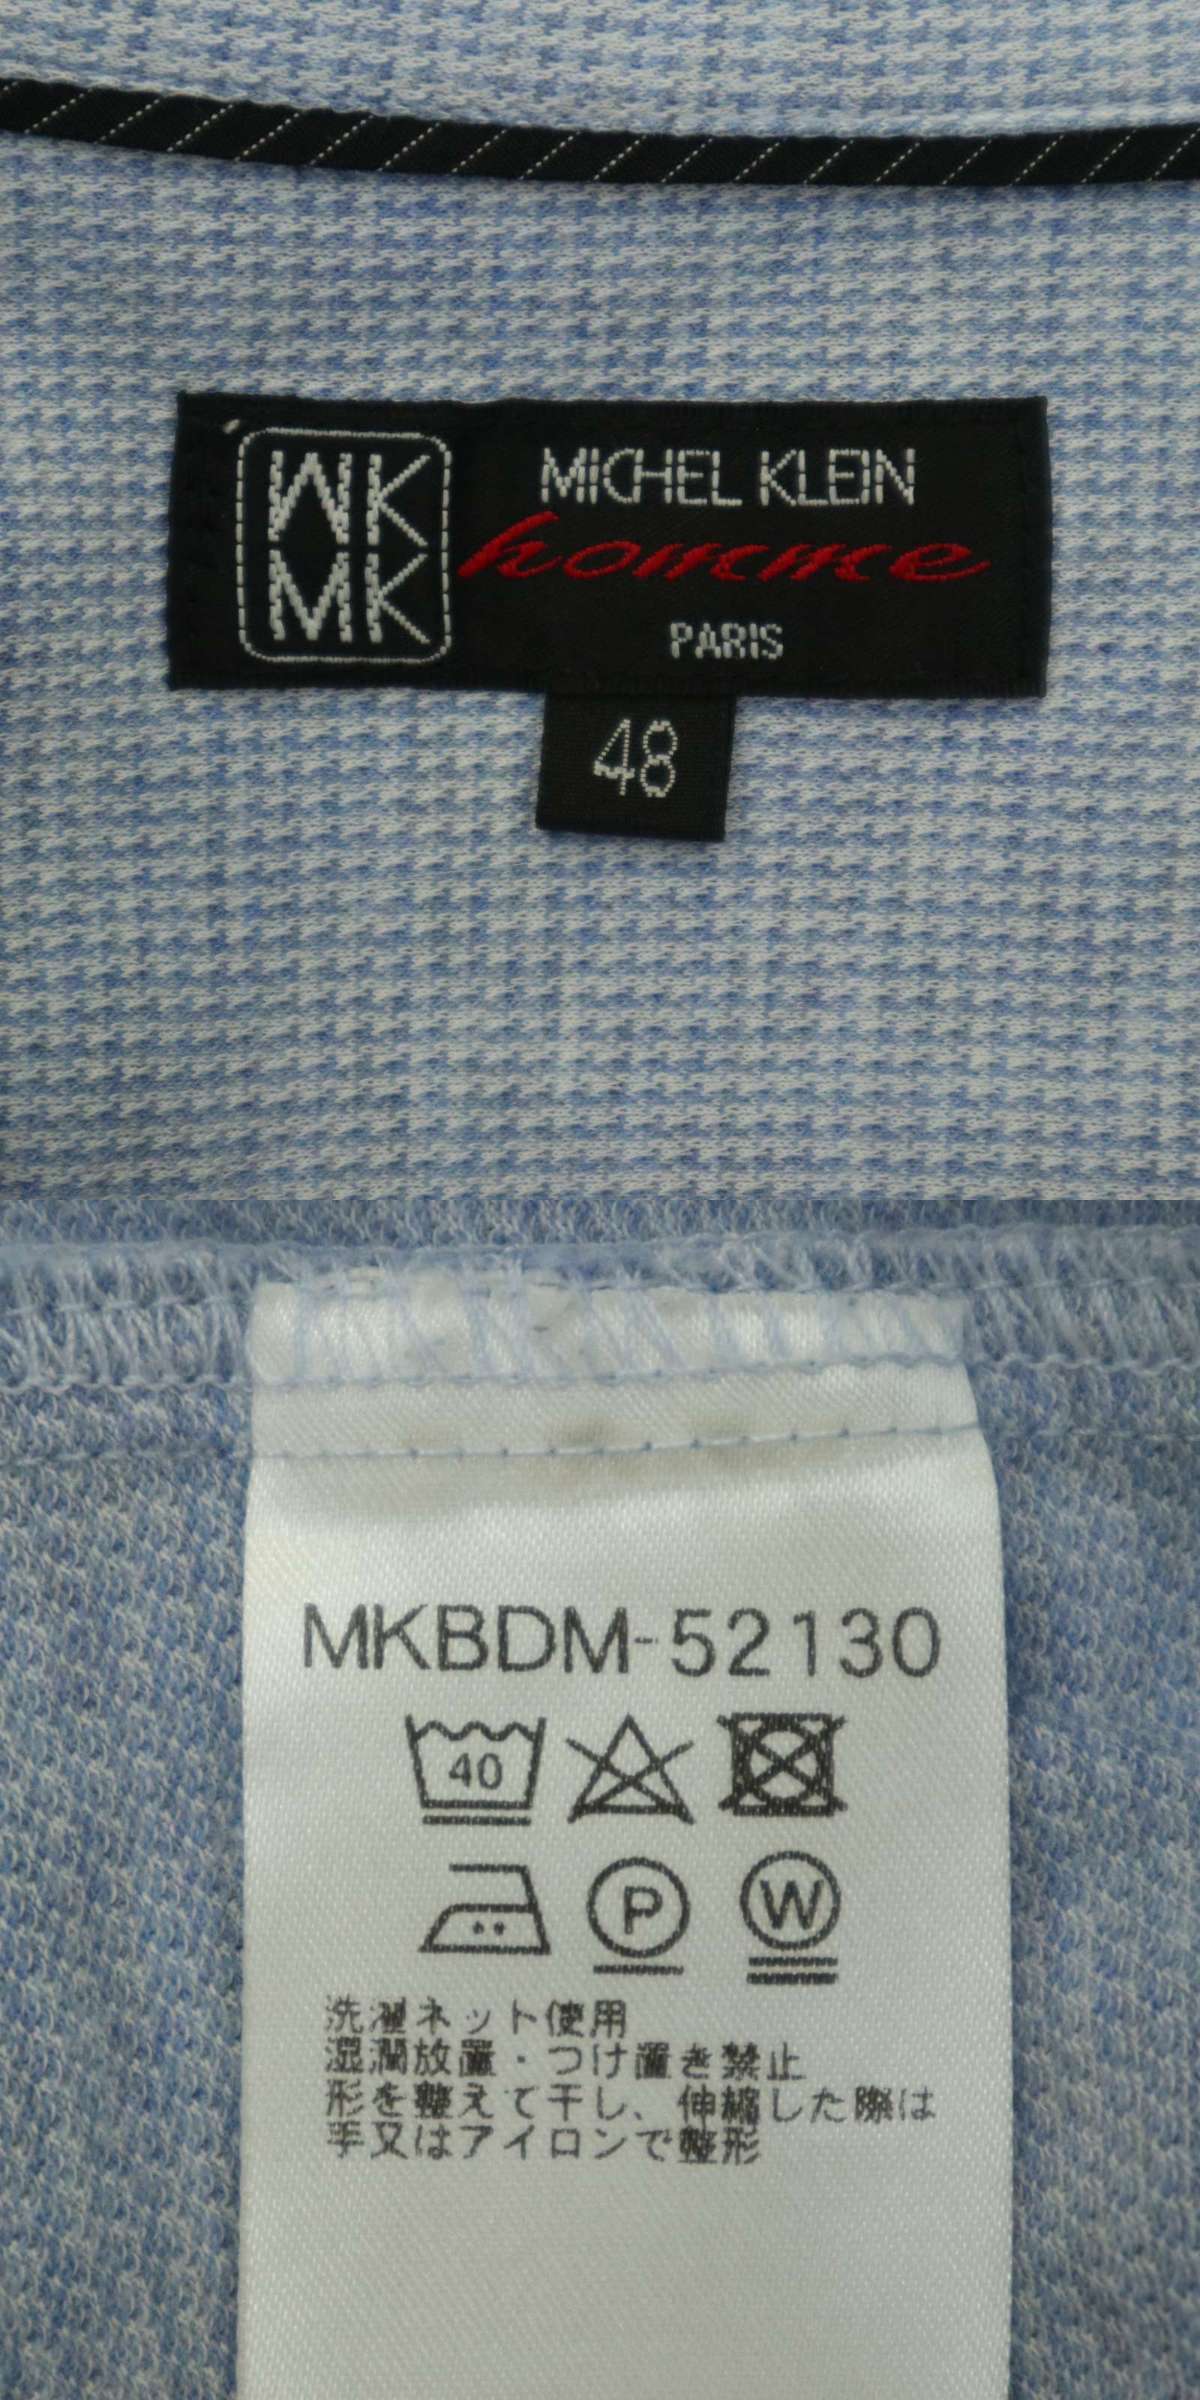 MK
MK
MICHEL KLEIN
homme
PARIS
48
MKBDM-52130
40
P
W
洗濯ネット使用
湿潤放置・つけ置き禁止
形を整えて干し、伸縮した際は
手又はアイロンで整形